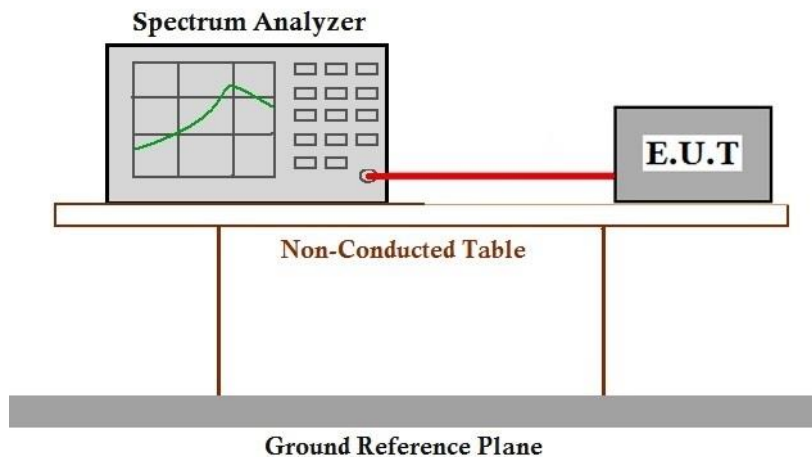 Spectrum Analyzer
E.U.T
Non-Conducted Table
Ground Reference Plane